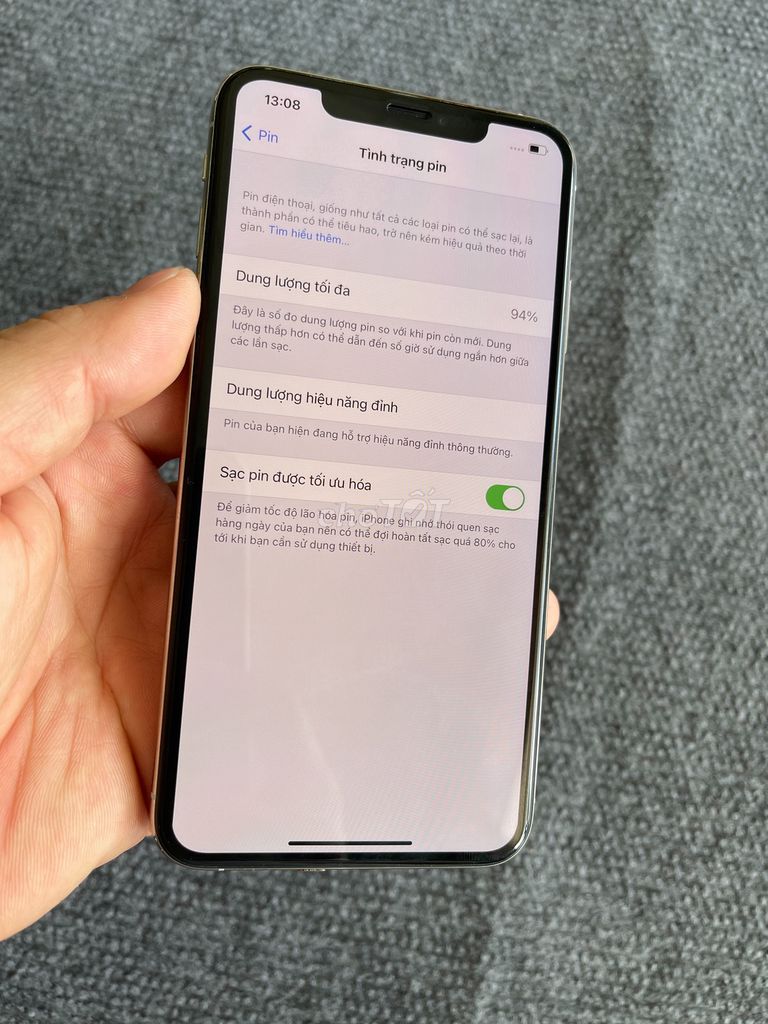 13:08
Pin
Tình trạng pin
Pin điện thoại, giống như tất cả các loại pin có thể sạc lại, là
thành phần có thể tiêu hao, trở nên kém hiệu quả theo thời
gian. Tìm hiểu thêm...
Dung lượng tối đa
94%
Đây là số đo dung lượng pin so với khi pin còn mới. Dung
lượng thấp hơn có thể dẫn đến số giờ sử dụng ngắn hơn giữa
các lần sạc.
Dung lượng hiệu năng đỉnh
Pin của bạn hiện đang hỗ trợ hiệu năng đỉnh thông thường.
Sạc pin được tối ưu hóa
chợTỐT
Để giảm tốc độ lão hóa pin, iPhone ghi nhớ thói quen sạc
hàng ngày của bạn nên có thể đợi hoàn tất sạc quá 80% cho
tới khi bạn cần sử dụng thiết bị.